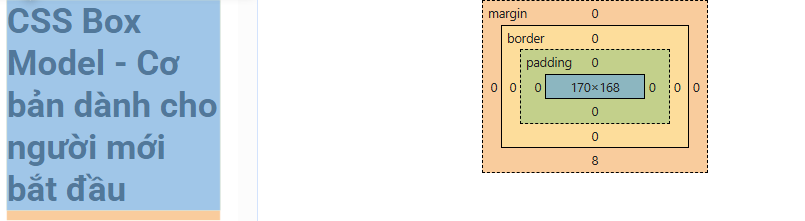 CSS Box
Model - Cơ
bản dành cho
người mới
bắt đầu
margin 0
border 0
padding 0
0 0 0 170×168 0 0 0
0
0
8